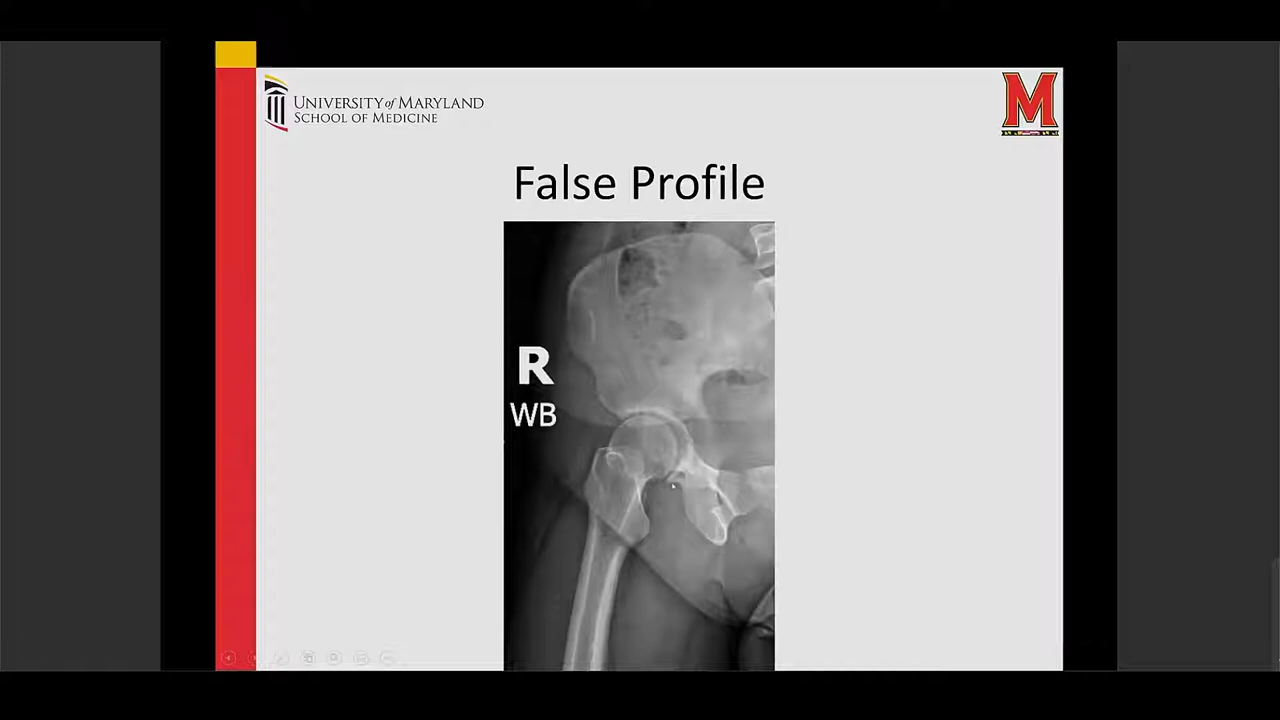 UNIVERSITY of MARYLAND
SCHOOL OF MEDICINE
M
False Profile
R
WB